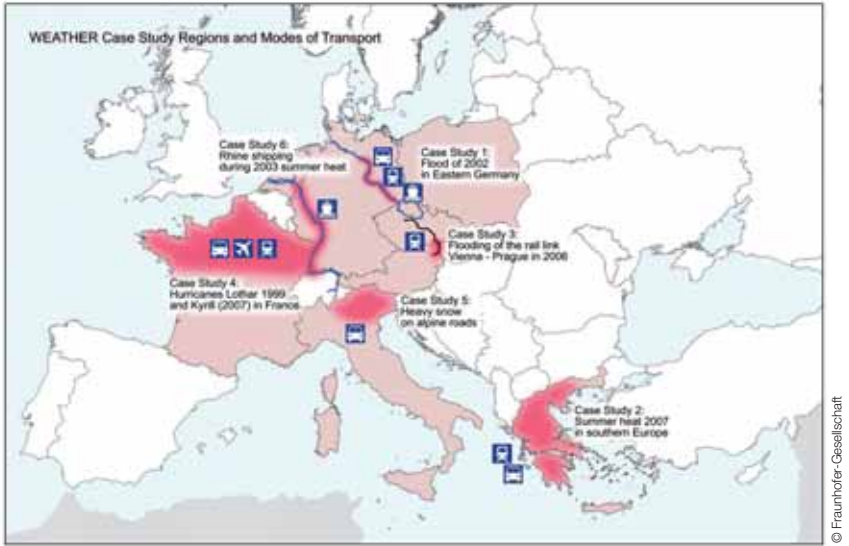 WEATHER Case Study Regions and Modes of Transport
Case Study 6:
Rhine shipping
during 2003 summer heat
Case Study 1:
Flood of 2002
in Eastern Germany
Case Study 3:
Flooding of the rail link
Vienna - Prague in 2006
Case Study 4:
Hurricanes Lothar 1999
and Kyrill (2007) in France
Case Study 5:
Heavy snow
on alpine roads
Case Study 2:
Summer heat 2007
in southern Europe
© Fraunhofer-Gesellschaft